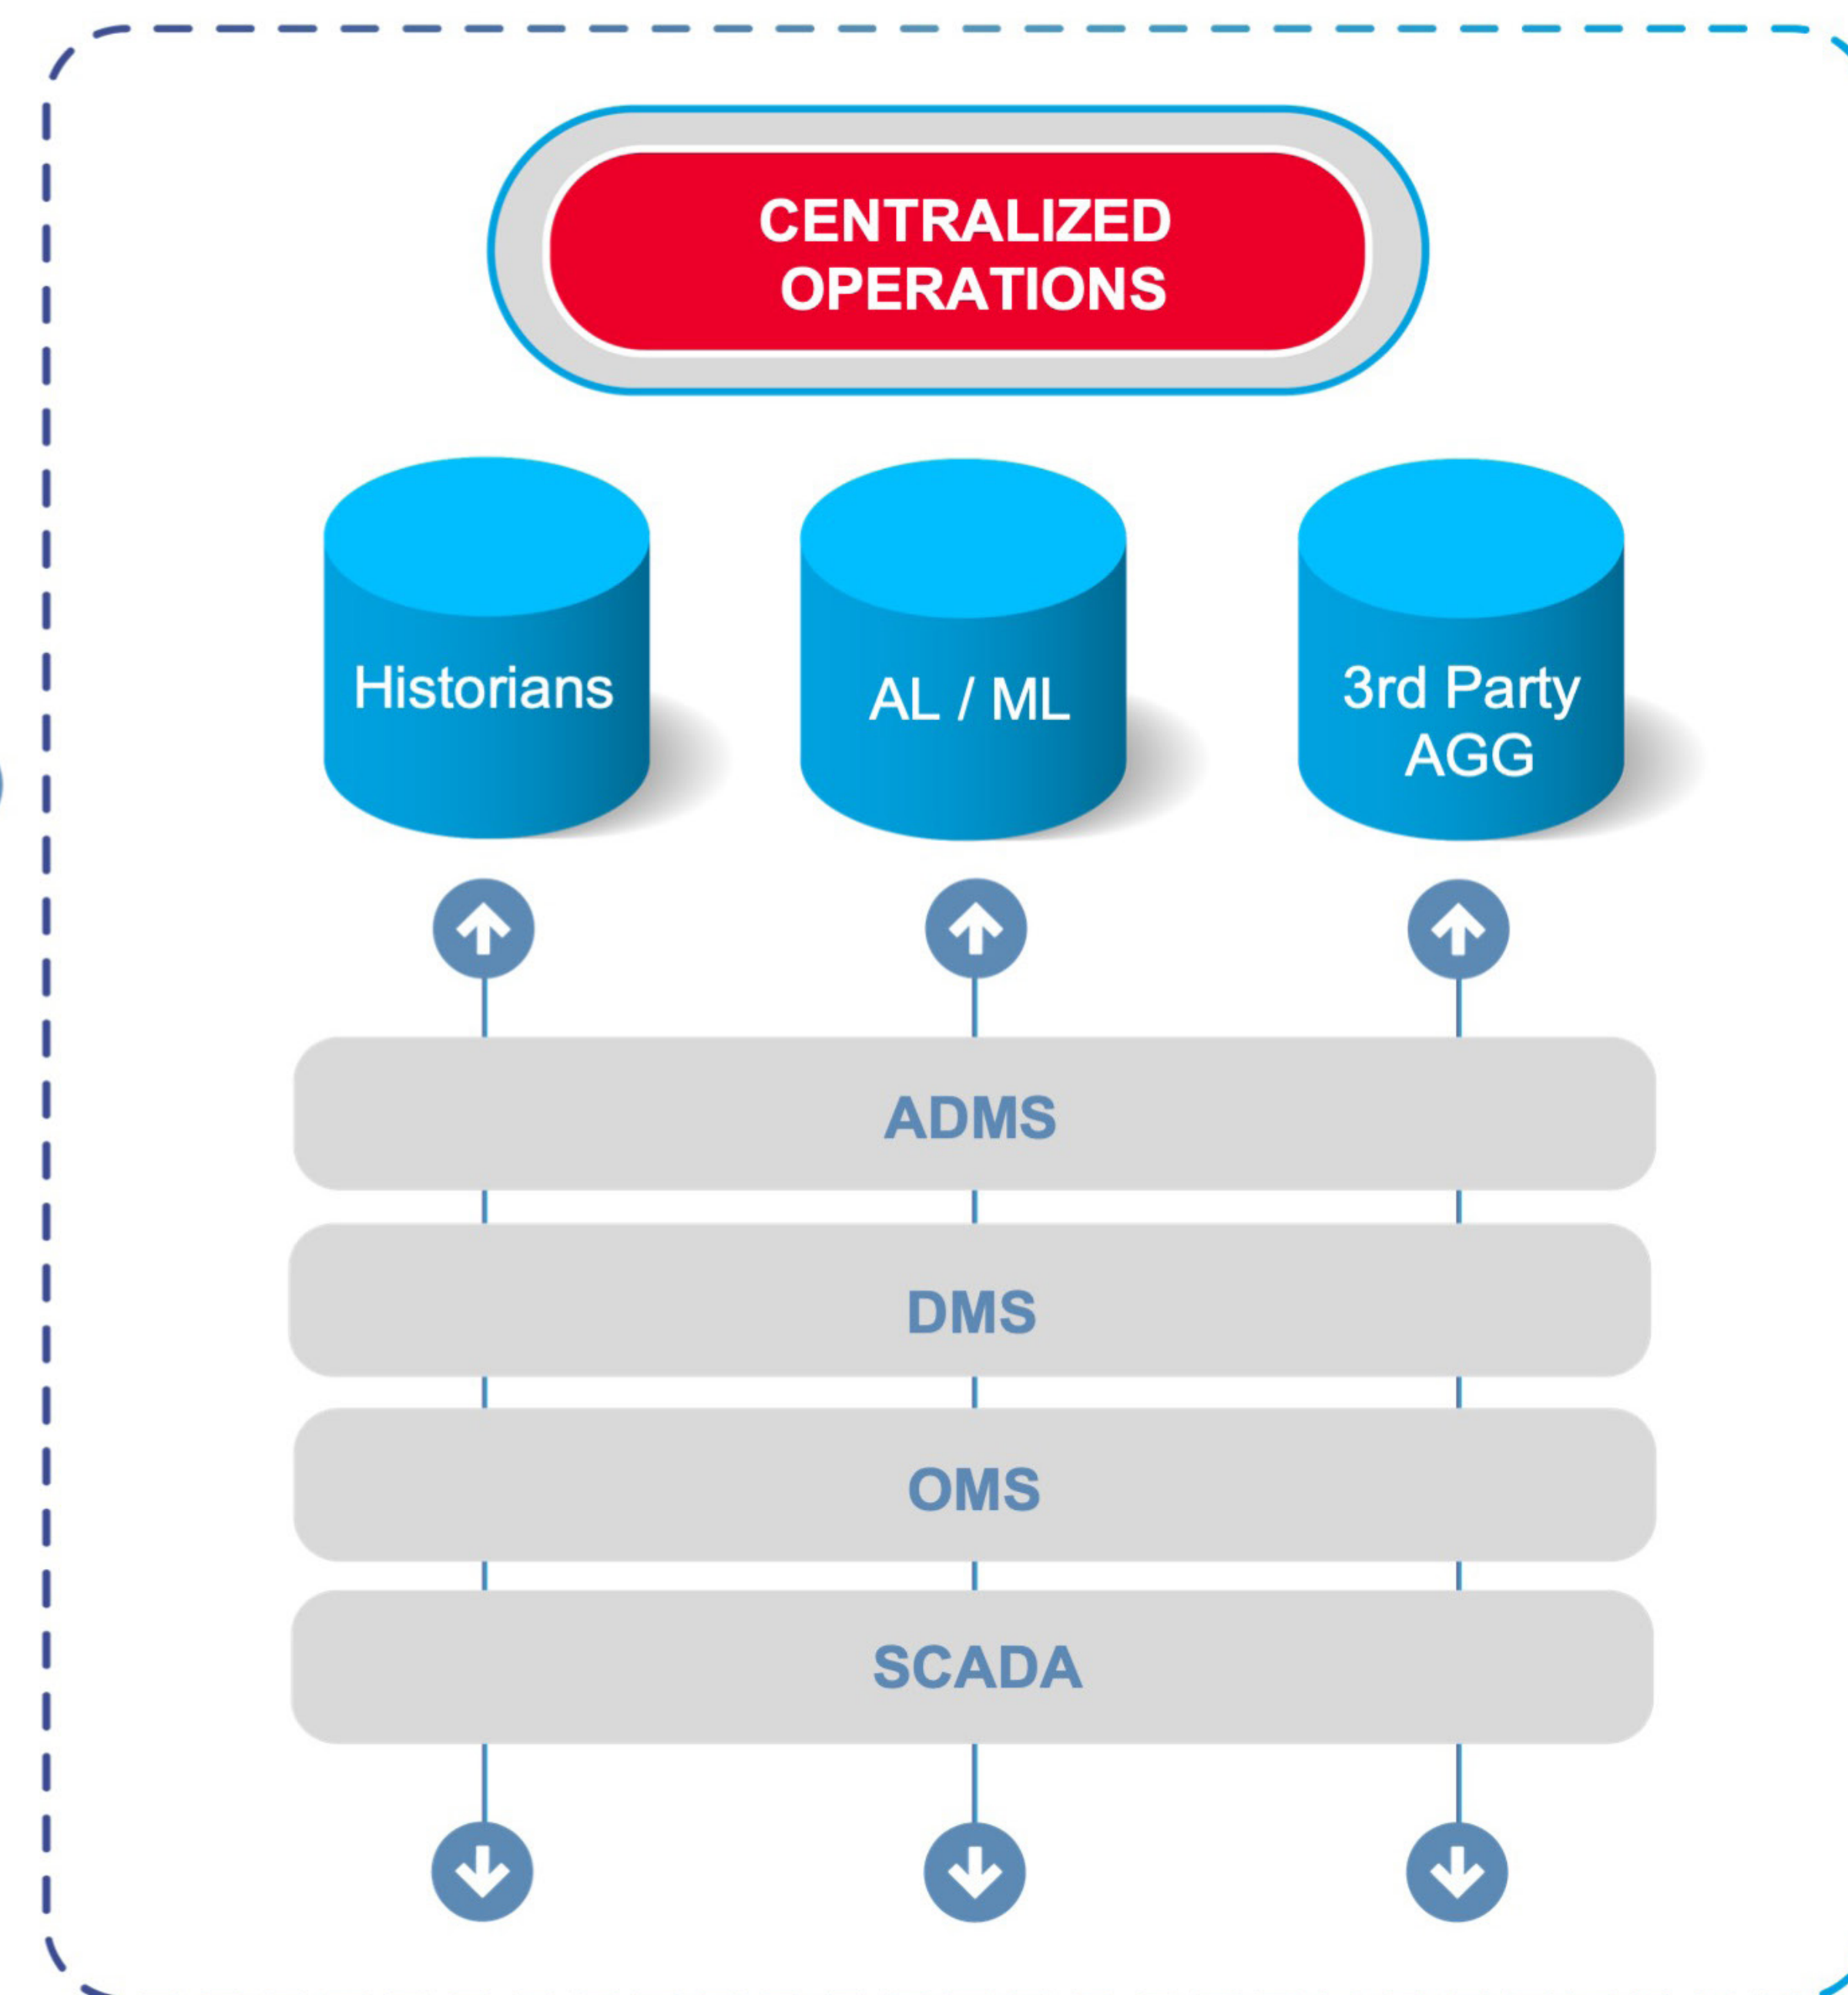 CENTRALIZED
OPERATIONS
Historians
AL / ML
3rd Party
AGG
ADMS
DMS
OMS
SCADA